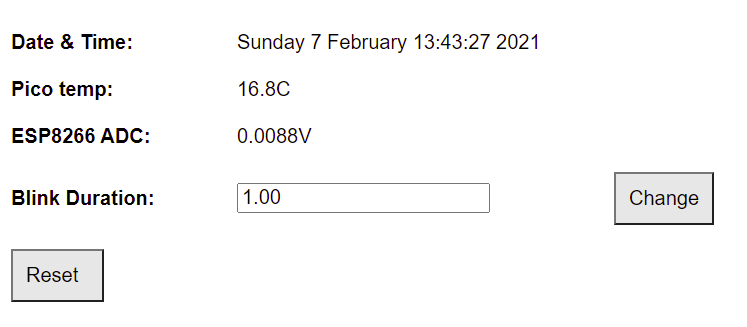 Date & Time: Sunday 7 February 13:43:27 2021
Pico temp: 16.8C
ESP8266 ADC: 0.0088V
Blink Duration: 1.00 Change
Reset